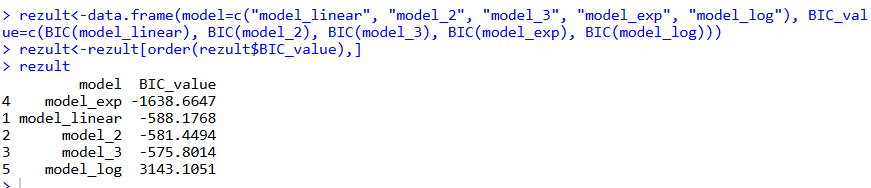 > rezult<-data.frame(model=c("model_linear", "model_2", "model_3", "model_exp", "model_log"), BIC_val
ue=c(BIC(model_linear), BIC(model_2), BIC(model_3), BIC(model_exp), BIC(model_log)))
> rezult<-rezult[order(rezult$BIC_value),]
> rezult
         model  BIC_value
4    model_exp -1638.6647
1 model_linear  -588.1768
2      model_2  -581.4494
3      model_3  -575.8014
5    model_log  3143.1051
>